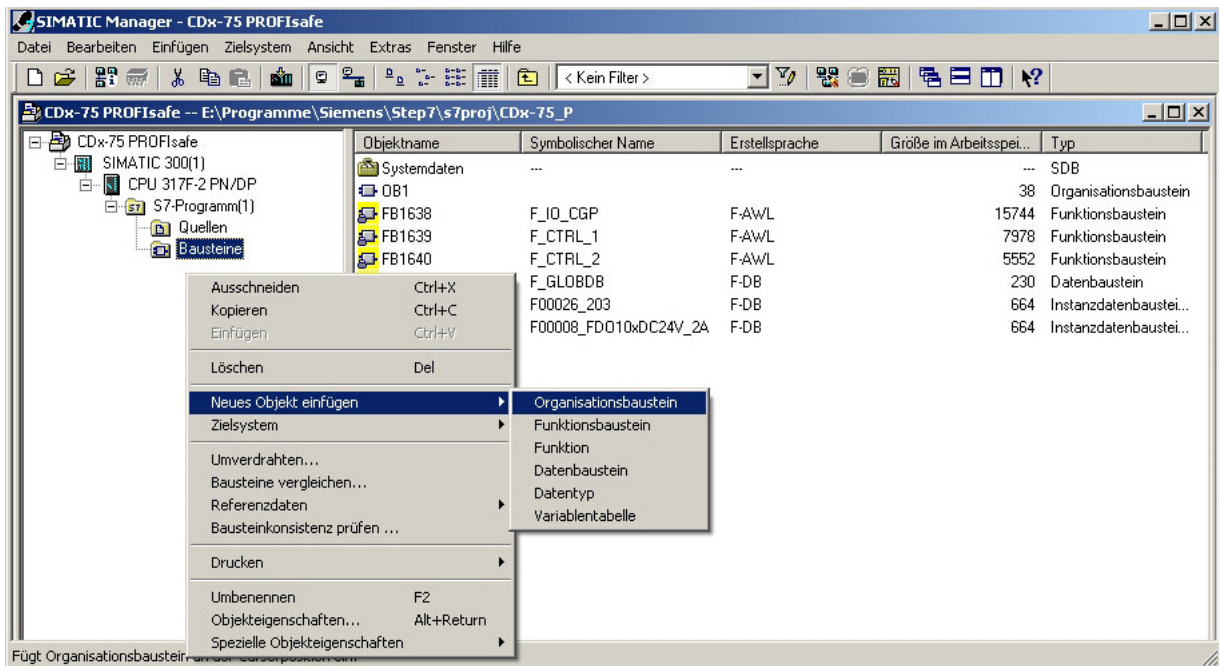 SIMATIC Manager - CDx-75 PROFIsafe
Datei Bearbeiten Einfügen Zielsystem Ansicht Extras Fenster Hilfe
< Kein Filter >
CDx-75 PROFIsafe -- E:\Programme\Siemens\Step7\s7proj\CDx-75_P
CDx-75 PROFIsafe
SIMATIC 300(1)
CPU 317F-2 PN/DP
S7-Programm(1)
Quellen
Bausteine
Objektname Symbolischer Name Erstellsprache Größe im Arbeitsspei... Typ
Systemdaten --- --- --- SDB
OB1 38 Organisationsbaustein
FB1638 F_IO_CGP F-AWL 15744 Funktionsbaustein
FB1639 F_CTRL_1 F-AWL 7978 Funktionsbaustein
FB1640 F_CTRL_2 F-AWL 5552 Funktionsbaustein
F_GLOBDB F-DB 230 Datenbaustein
F00026_203 F-DB 664 Instanzdatenbaustei...
F00008_FDO10xDC24V_2A F-DB 664 Instanzdatenbaustei...
Ausschneiden Ctrl+X
Kopieren Ctrl+C
Einfügen Ctrl+V
Löschen Del
Neues Objekt einfügen
Zielsystem
Umverdrahten...
Bausteine vergleichen...
Referenzdaten
Bausteinkonsistenz prüfen ...
Drucken
Umbenennen F2
Objekteigenschaften... Alt+Return
Spezielle Objekteigenschaften
Organisationsbaustein
Funktionsbaustein
Funktion
Datenbaustein
Datentyp
Variablentabelle
Fügt Organisationsbaustein